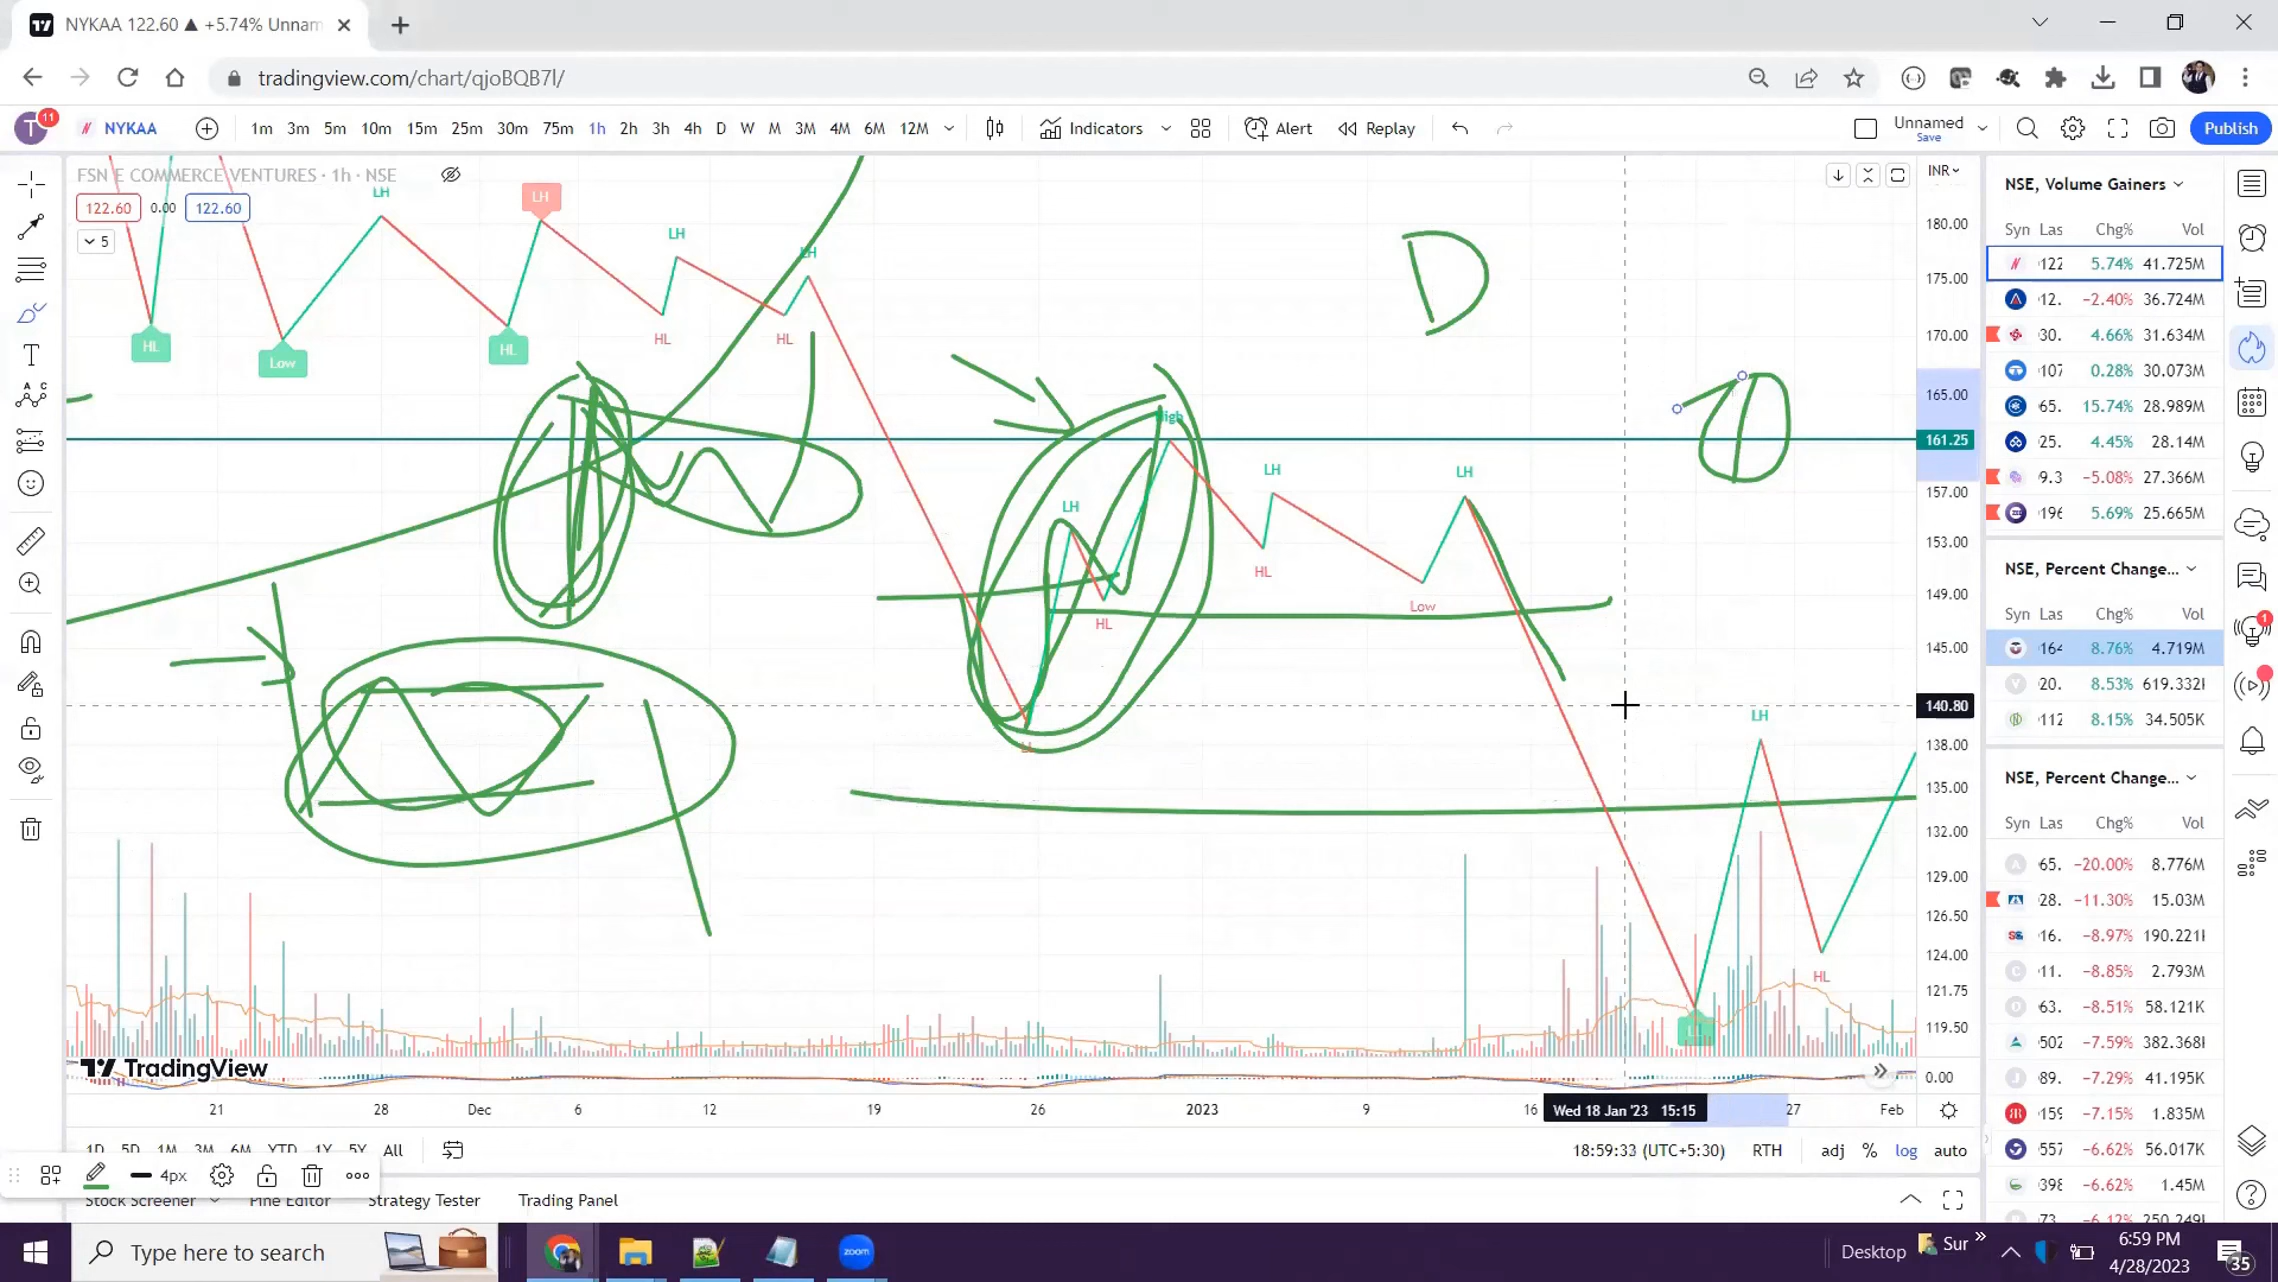 NYKAA 122.60 ▲ +5.74% Unnam
tradingview.com/chart/qjoBQB7l/
T 11 NYKAA 1m 3m 5m 10m 15m 25m 30m 75m 1h 2h 3h 4h D W M 3M 4M 6M 12M Indicators Alert Replay Unnamed Save Publish
FSN E COMMERCE VENTURES · 1h · NSE
122.60 0.00 122.60
5
LH LH LH LH
HL Low HL HL HL
D
High
LH LH LH
HL HL Low
LL
LH
HL
INR
180.00
175.00
170.00
165.00
161.25
157.00
153.00
149.00
145.00
140.80
138.00
135.00
132.00
129.00
126.50
124.00
121.75
119.50
0.00
TradingView
21 28 Dec 6 12 19 26 2023 9 16 Wed 18 Jan '23 15:15 27 Feb
1D 5D 1M 3M 6M YTD 1Y 5Y All 18:59:33 (UTC+5:30) RTH adj % log auto
4px
Stock Screener Pine Editor Strategy Tester Trading Panel
NSE, Volume Gainers
Syn Las Chg% Vol
122 5.74% 41.725M
12. −2.40% 36.724M
30. 4.66% 31.634M
107 0.28% 30.073M
65. 15.74% 28.989M
25. 4.45% 28.14M
9.3 −5.08% 27.366M
196 5.69% 25.665M
NSE, Percent Change...
Syn Las Chg% Vol
164 8.76% 4.719M
20. 8.53% 619.332K
112 8.15% 34.505K
NSE, Percent Change...
Syn Las Chg% Vol
65. −20.00% 8.776M
28. −11.30% 15.03M
16. −8.97% 190.221K
11. −8.85% 2.793M
63. −8.51% 58.121K
502 −7.59% 382.368K
89. −7.29% 41.195K
159 −7.15% 1.835M
557 −6.62% 56.017K
398 −6.62% 1.45M
73. −6.12% 250.249K
1
Type here to search
zoom
Desktop Sur
6:59 PM
4/28/2023
35